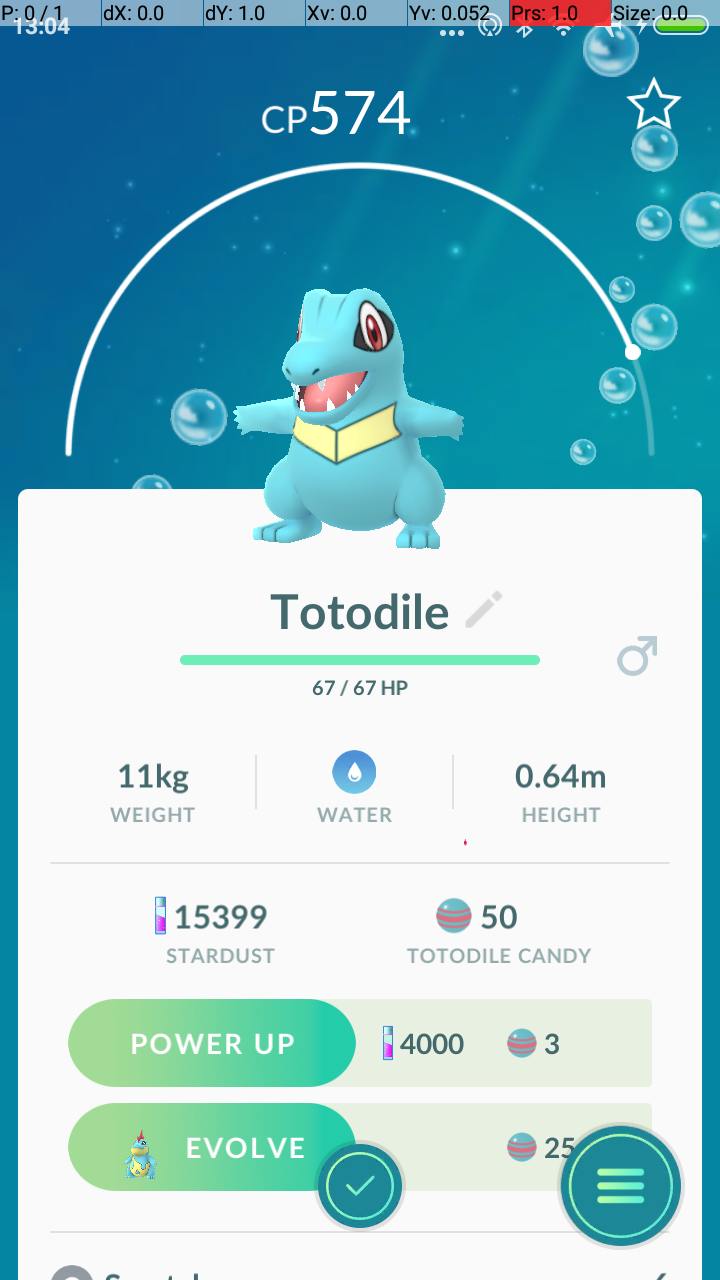 P: 0 / 1 dX: 0.0 dY: 1.0 Xv: 0.0 Yv: 0.052 Prs: 1.0 Size: 0.0
13:04
CP574
Totodile
67 / 67 HP
11kg
WEIGHT
WATER
0.64m
HEIGHT
15399
STARDUST
50
TOTODILE CANDY
POWER UP 4000 3
EVOLVE 25